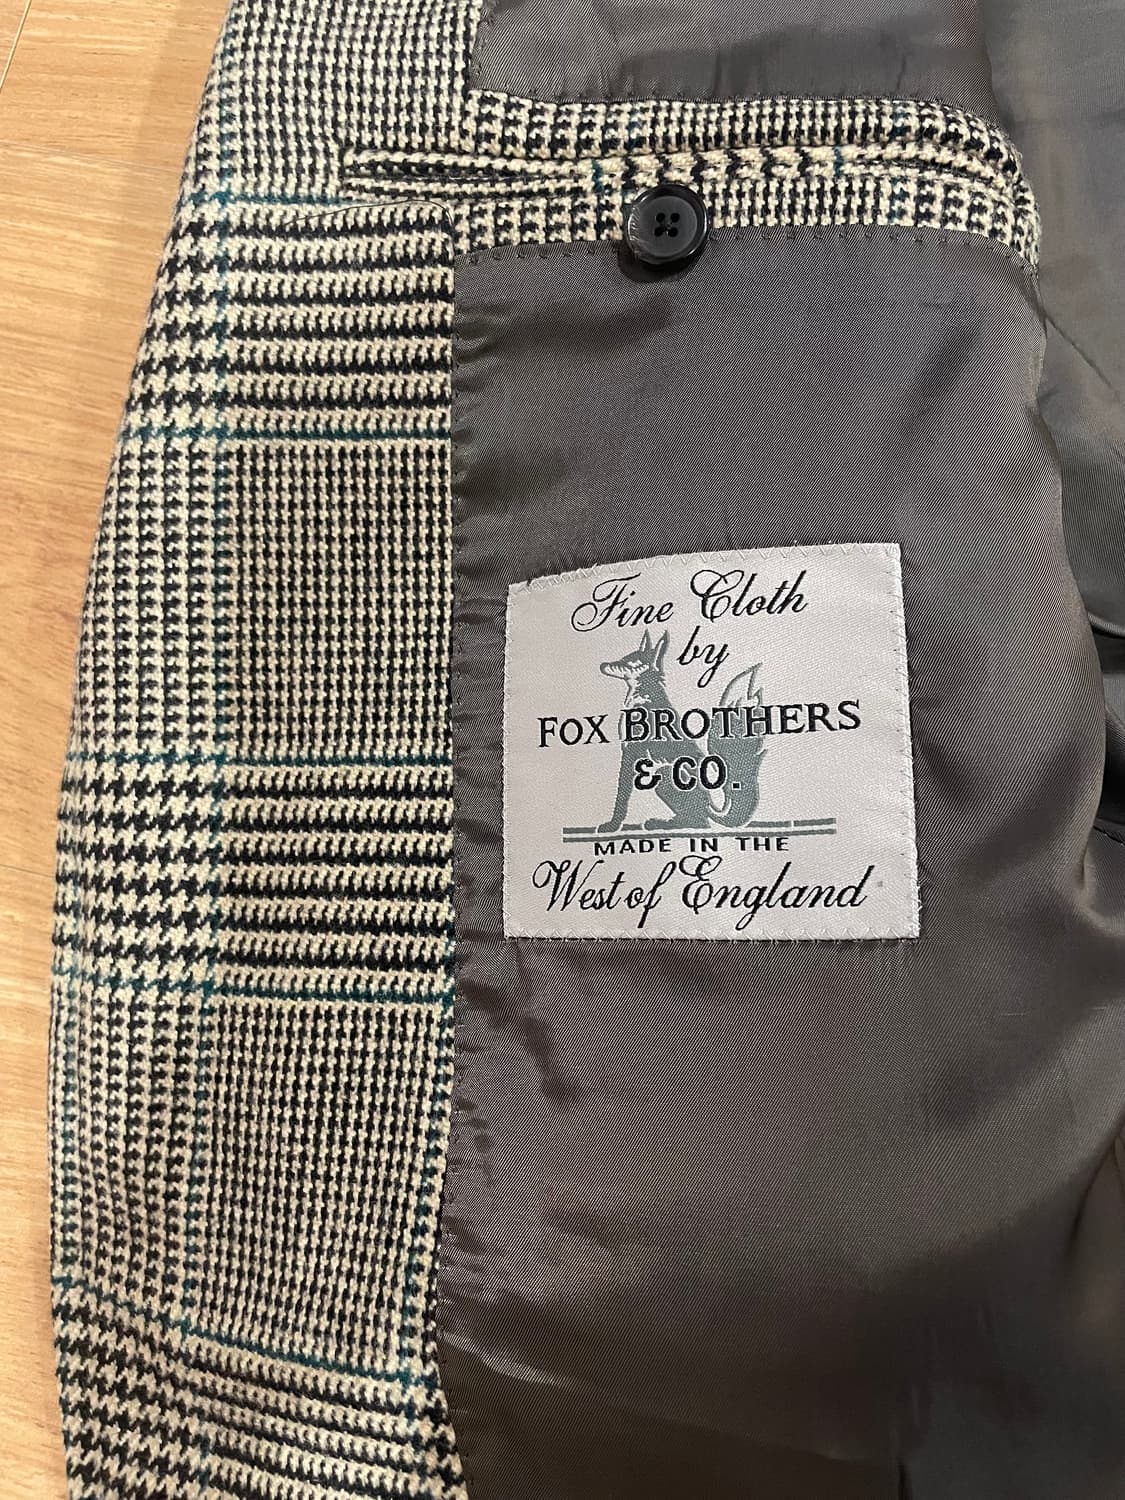 Fine Cloth
by
FOX BROTHERS
& CO.
MADE IN THE
West of England